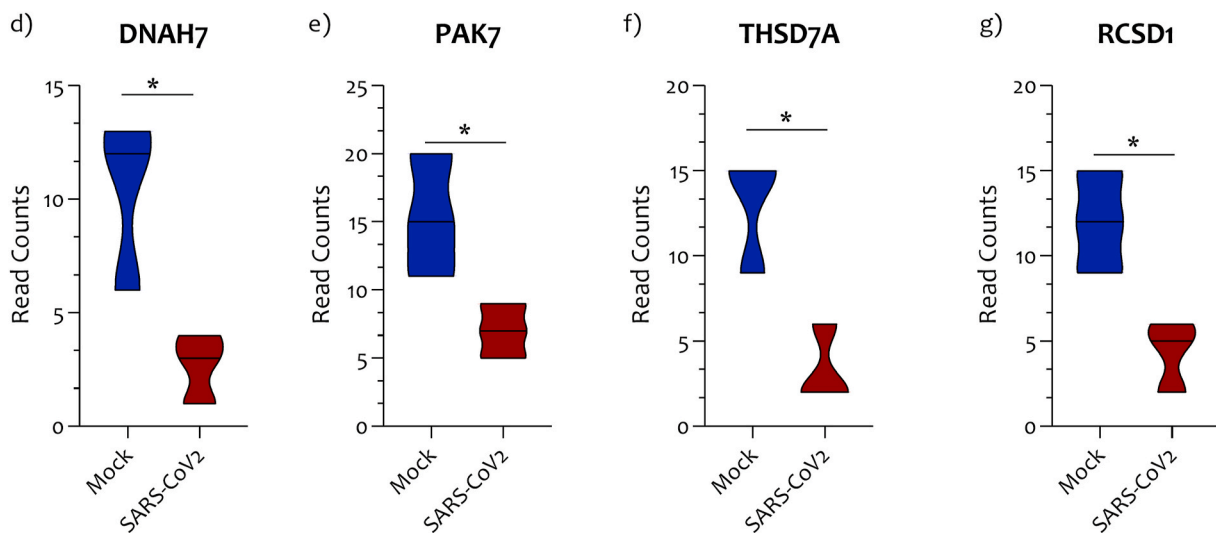 d) DNAH7
e) PAK7
f) THSD7A
g) RCSD1
*
*
*
*
Read Counts
15
10
5
0
Mock
SARS-CoV2
Read Counts
25
20
15
10
5
0
Mock
SARS-CoV2
Read Counts
20
15
10
5
0
Mock
SARS-CoV2
Read Counts
20
15
10
5
0
Mock
SARS-CoV2